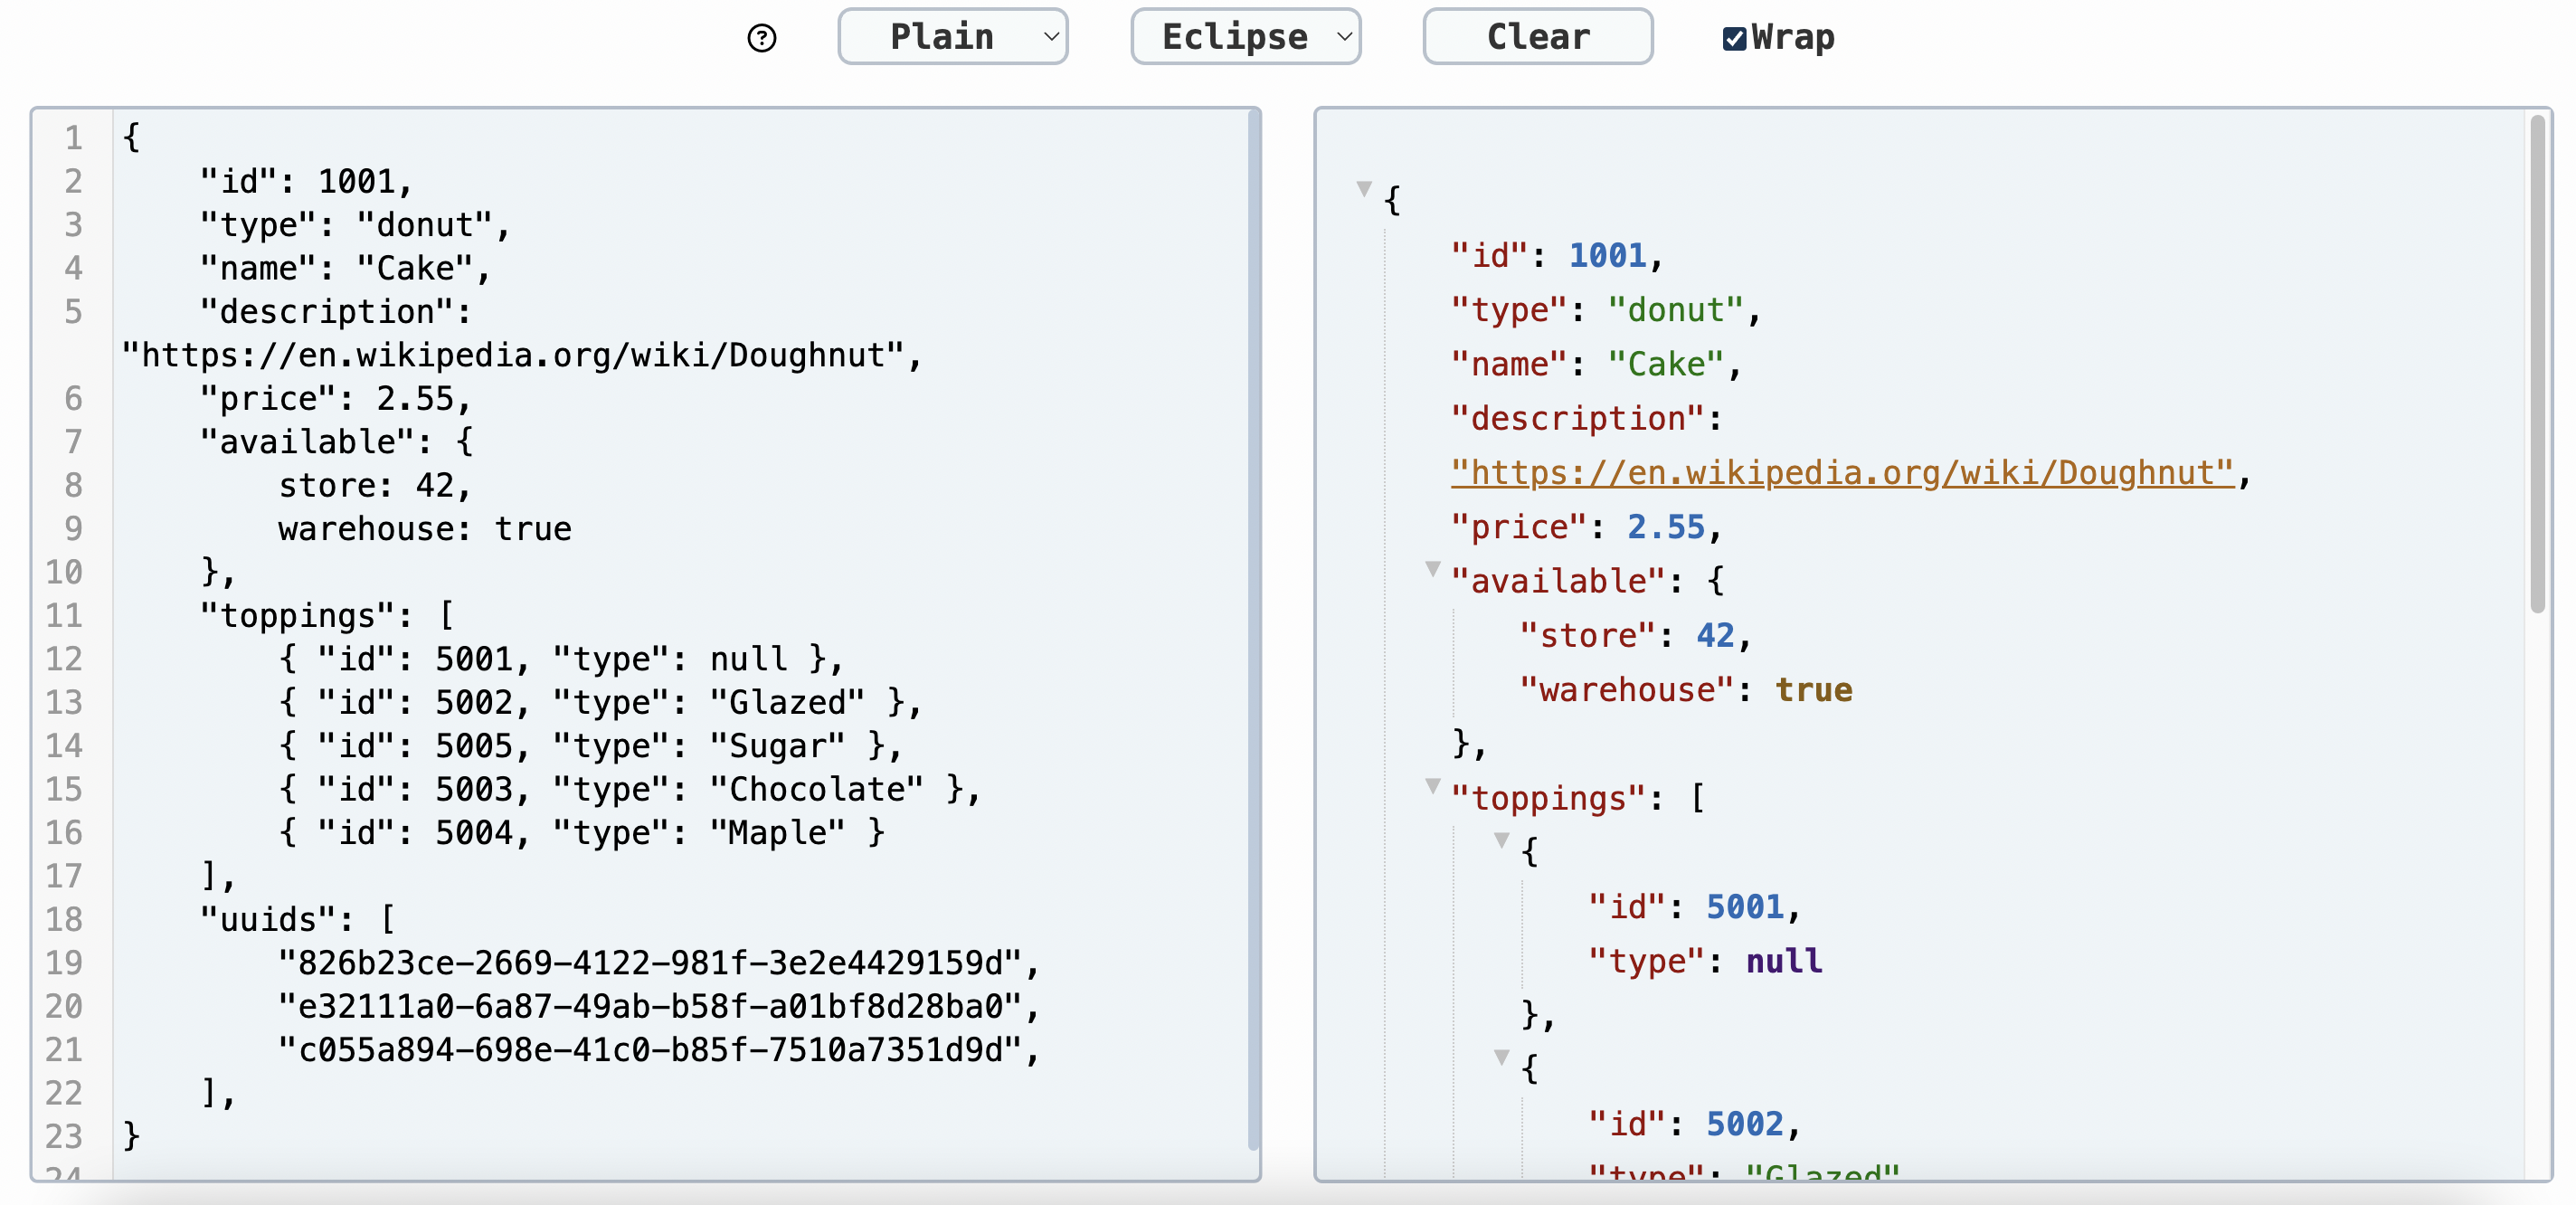 ? Plain Eclipse Clear Wrap
1 {
2     "id": 1001,
3     "type": "donut",
4     "name": "Cake",
5     "description":
"https://en.wikipedia.org/wiki/Doughnut",
6     "price": 2.55,
7     "available": {
8         store: 42,
9         warehouse: true
10     },
11     "toppings": [
12         { "id": 5001, "type": null },
13         { "id": 5002, "type": "Glazed" },
14         { "id": 5005, "type": "Sugar" },
15         { "id": 5003, "type": "Chocolate" },
16         { "id": 5004, "type": "Maple" }
17     ],
18     "uuids": [
19         "826b23ce-2669-4122-981f-3e2e4429159d",
20         "e32111a0-6a87-49ab-b58f-a01bf8d28ba0",
21         "c055a894-698e-41c0-b85f-7510a7351d9d",
22     ],
23 }
24
{
    "id": 1001,
    "type": "donut",
    "name": "Cake",
    "description":
    "https://en.wikipedia.org/wiki/Doughnut",
    "price": 2.55,
    "available": {
        "store": 42,
        "warehouse": true
    },
    "toppings": [
        {
            "id": 5001,
            "type": null
        },
        {
            "id": 5002,
            "type": "Glazed"